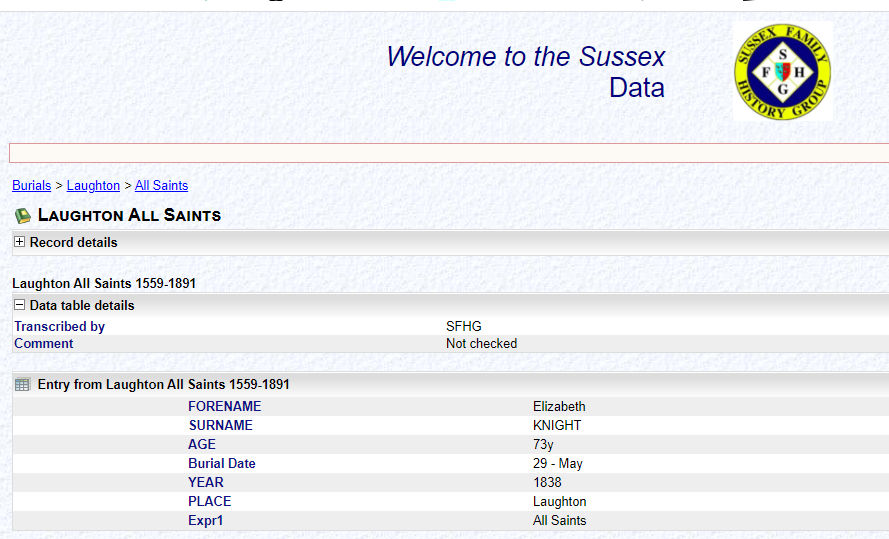 Welcome to the Sussex
Data
SUSSEX FAMILY
HISTORY GROUP
S
F H
G
Burials > Laughton > All Saints
LAUGHTON ALL SAINTS
Record details
Laughton All Saints 1559-1891
Data table details
Transcribed by SFHG
Comment Not checked
Entry from Laughton All Saints 1559-1891
FORENAME Elizabeth
SURNAME KNIGHT
AGE 73y
Burial Date 29 - May
YEAR 1838
PLACE Laughton
Expr1 All Saints